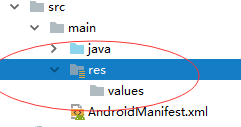 src
main
java
res
values
AndroidManifest.xml